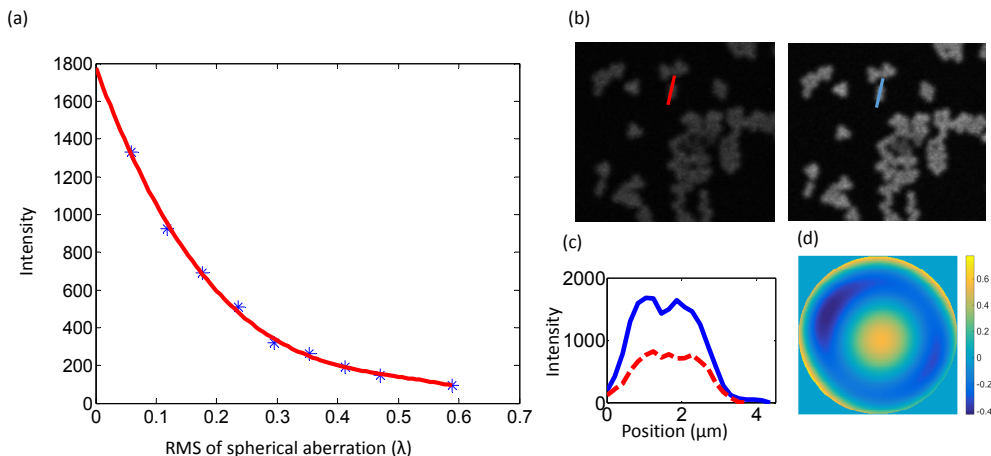 (a)
1800
1600
1400
1200
1000
800
600
400
200
0
Intensity
0 0.1 0.2 0.3 0.4 0.5 0.6 0.7
RMS of spherical aberration (λ)
(b)
(c)
2000
1000
0
Intensity
0 2 4
Position (μm)
(d)
0.6
0.4
0.2
0
-0.2
-0.4